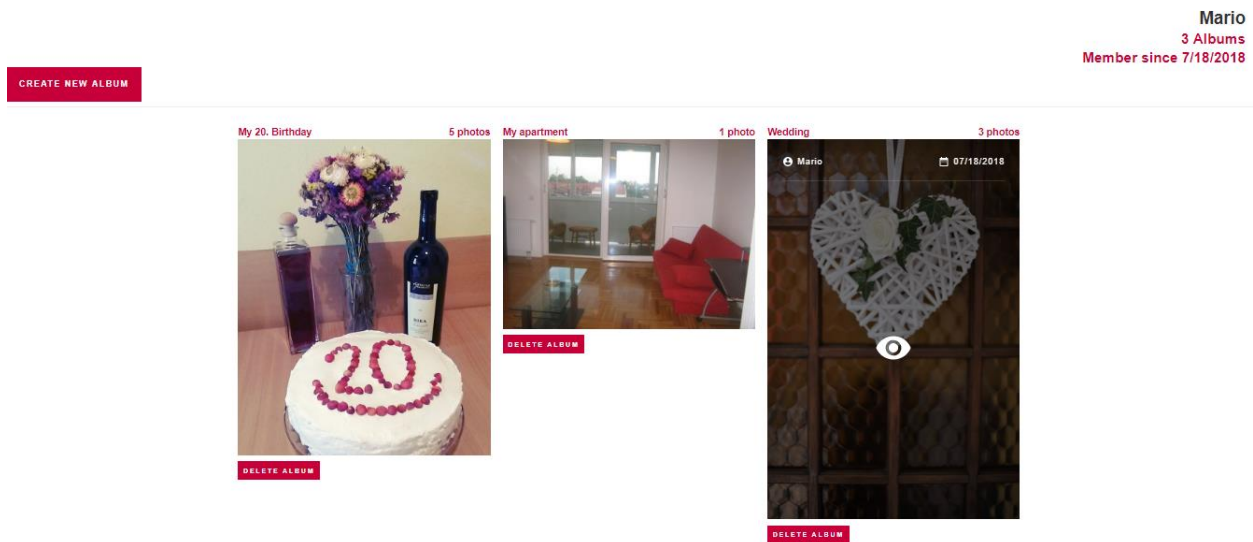 Mario
3 Albums
Member since 7/18/2018
CREATE NEW ALBUM
My 20. Birthday 5 photos
My apartment 1 photo
Wedding 3 photos
Mario 07/18/2018
20
DELETE ALBUM
DELETE ALBUM
DELETE ALBUM